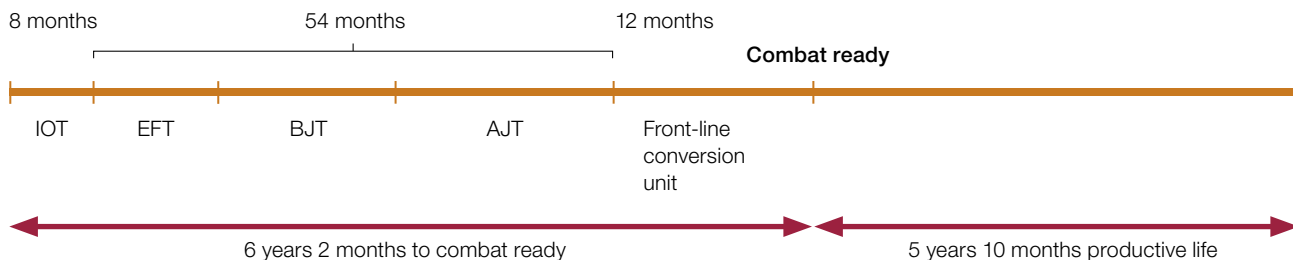 8 months
54 months
12 months
Combat ready
IOT
EFT
BJT
AJT
Front-line
conversion
unit
6 years 2 months to combat ready
5 years 10 months productive life